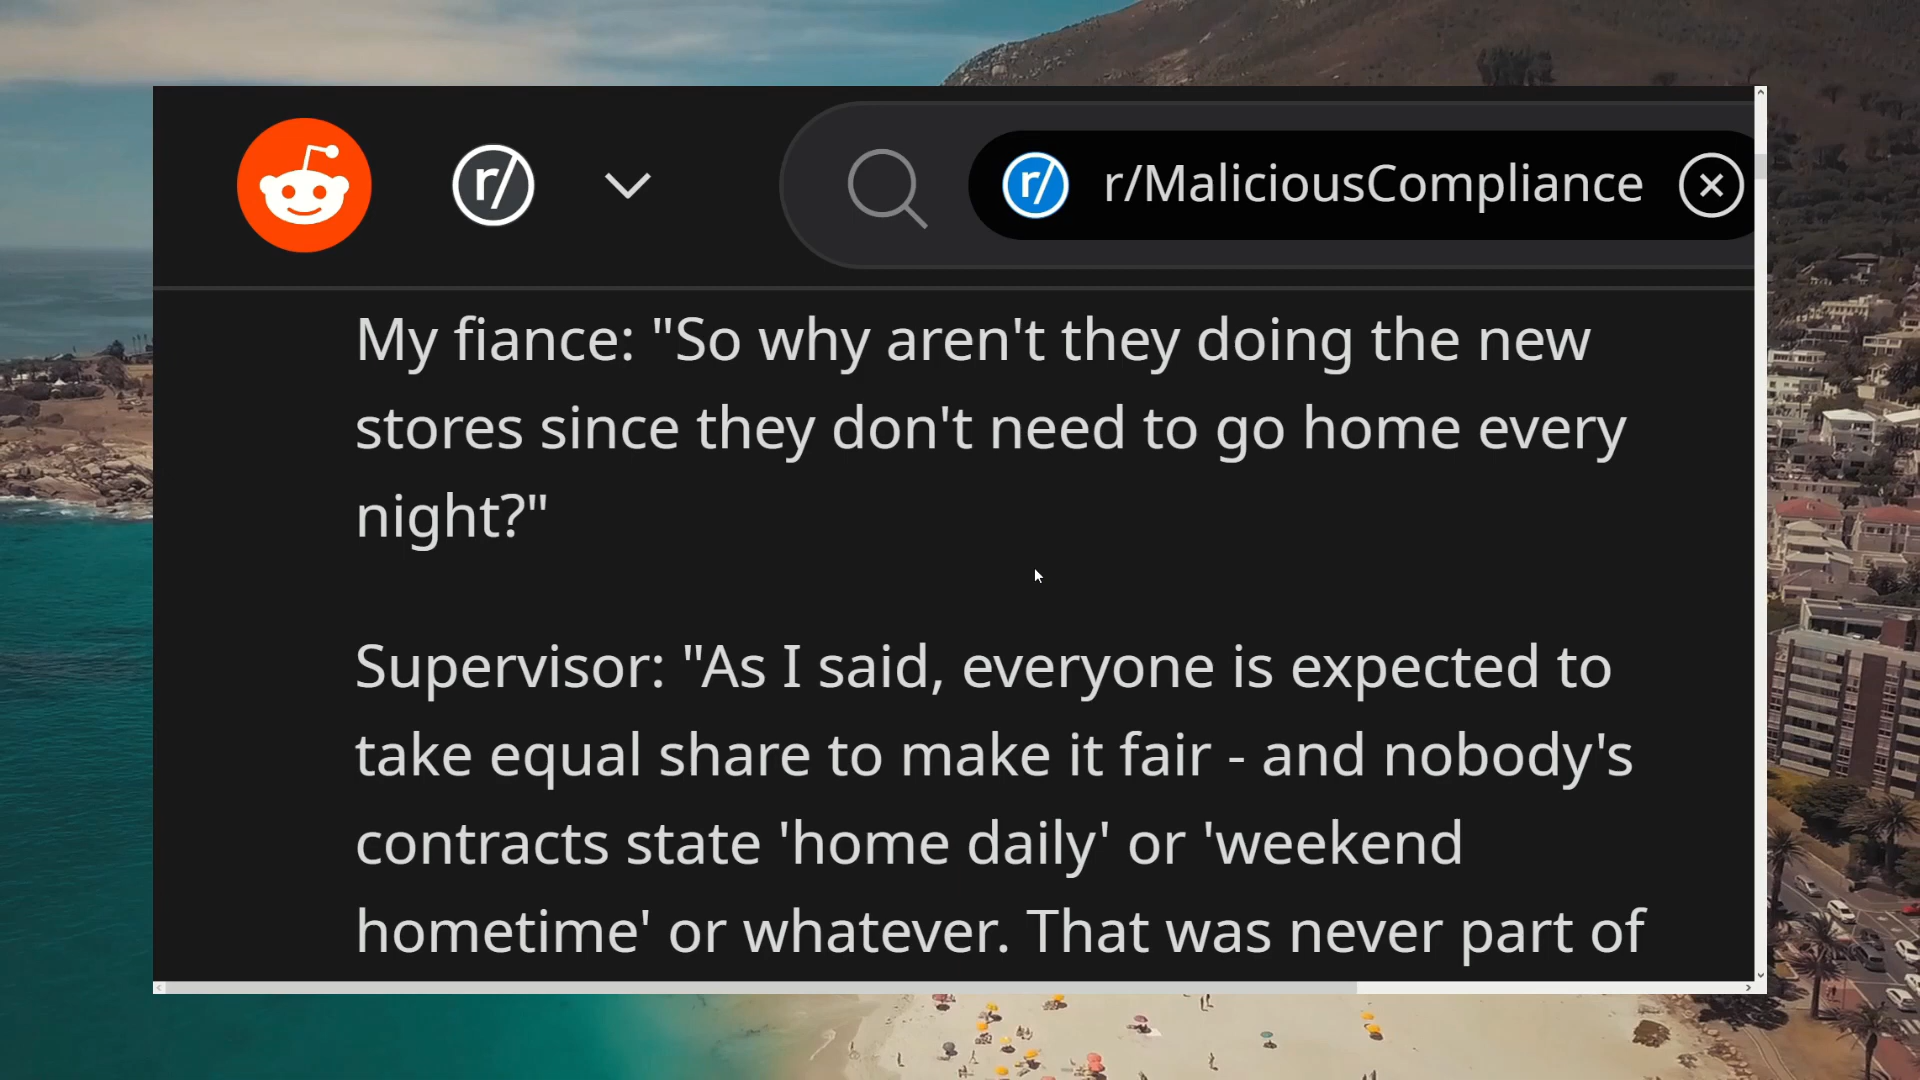 r/
r/
r/MaliciousCompliance
My fiance: "So why aren't they doing the new
stores since they don't need to go home every
night?"
Supervisor: "As I said, everyone is expected to
take equal share to make it fair - and nobody's
contracts state 'home daily' or 'weekend
hometime' or whatever. That was never part of